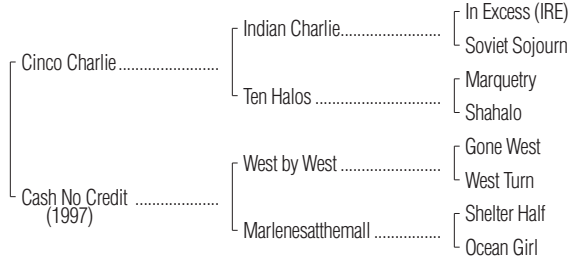 In Excess (IRE)
Indian Charlie.....................
Soviet Sojourn
Cinco Charlie......................
Marquetry
Ten Halos ...........................
Shahalo
Gone West
West by West ......................
West Turn
Cash No Credit ..................
(1997)
Shelter Half
Marlenesatthemall ..............
Ocean Girl